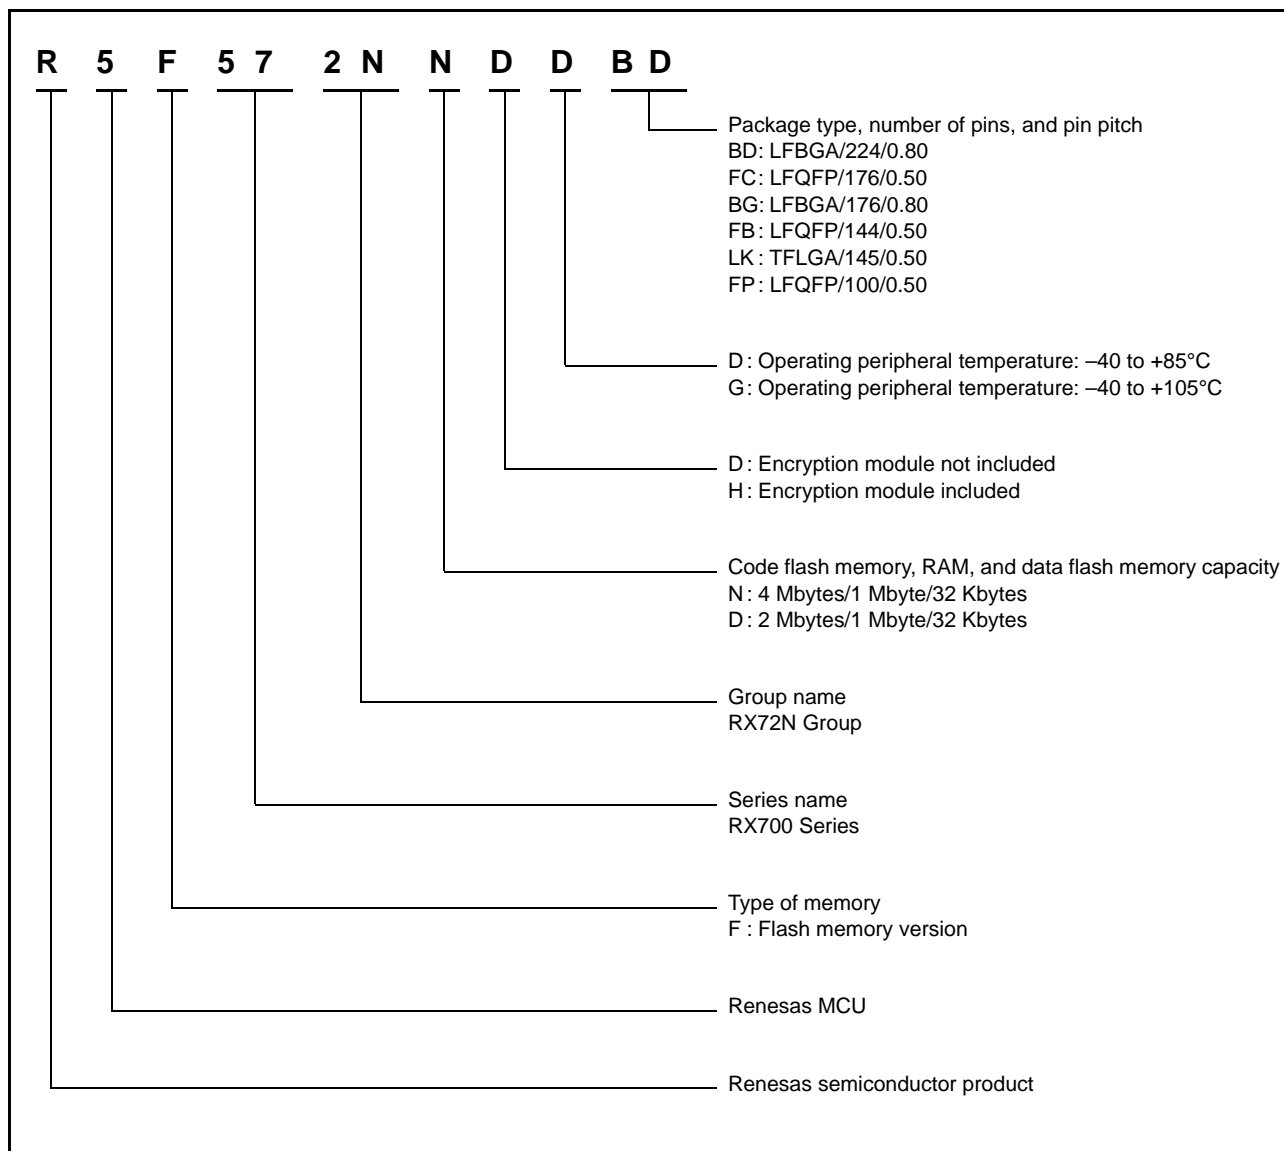 R 5 F 5 7 2 N N D D B D
Package type, number of pins, and pin pitch
BD: LFBGA/224/0.80
FC: LFQFP/176/0.50
BG: LFBGA/176/0.80
FB: LFQFP/144/0.50
LK: TFLGA/145/0.50
FP: LFQFP/100/0.50
D: Operating peripheral temperature: –40 to +85°C
G: Operating peripheral temperature: –40 to +105°C
D: Encryption module not included
H: Encryption module included
Code flash memory, RAM, and data flash memory capacity
N: 4 Mbytes/1 Mbyte/32 Kbytes
D: 2 Mbytes/1 Mbyte/32 Kbytes
Group name
RX72N Group
Series name
RX700 Series
Type of memory
F: Flash memory version
Renesas MCU
Renesas semiconductor product